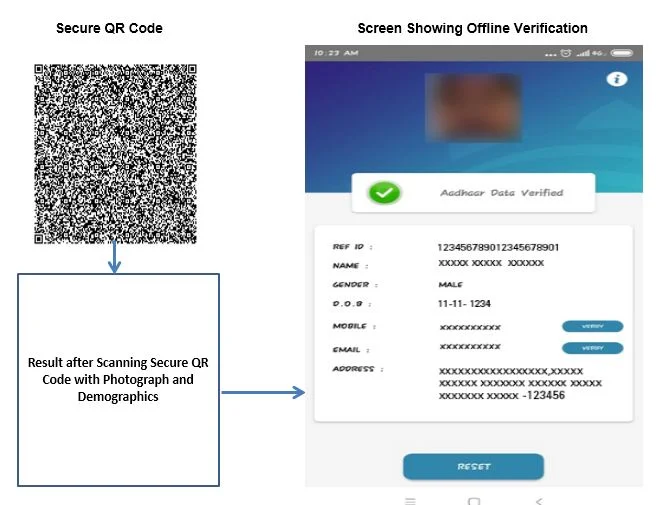 Secure QR Code
Screen Showing Offline Verification
10:23 AM
4G
i
Aadhaar Data Verified
REF ID : 123456789012345678901
NAME : XXXXX XXXXX XXXXXX
GENDER : MALE
D.O.B : 11-11- 1234
MOBILE : XXXXXXXXXX VERIFY
EMAIL : XXXXXXXXXX VERIFY
ADDRESS : XXXXXXXXXXXXXXXXX,XXXXX
XXXXXX XXXXXXX XXXXXX XXXXX
XXXXXXX XXXXX -123456
RESET
Result after Scanning Secure QR
Code with Photograph and
Demographics